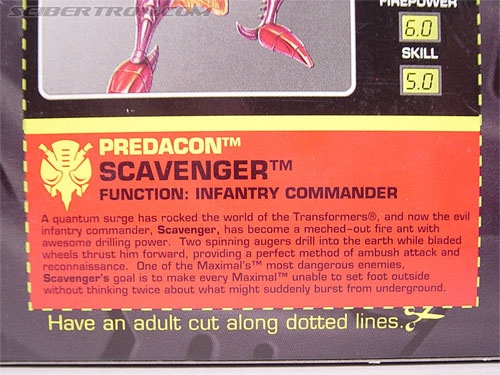 SEIBERTRON.COM
FIREPOWER
6.0
SKILL
5.0
PREDACON™
SCAVENGER™
FUNCTION: INFANTRY COMMANDER
A quantum surge has rocked the world of the Transformers®, and now the evil
infantry commander, Scavenger, has become a meched-out fire ant with
awesome drilling power. Two spinning augers drill into the earth while bladed
wheels thrust him forward, providing a perfect method of ambush attack and
reconnaissance. One of the Maximal's™ most dangerous enemies,
Scavenger's goal is to make every Maximal™ unable to set foot outside
without thinking twice about what might suddenly burst from underground.
Have an adult cut along dotted lines.